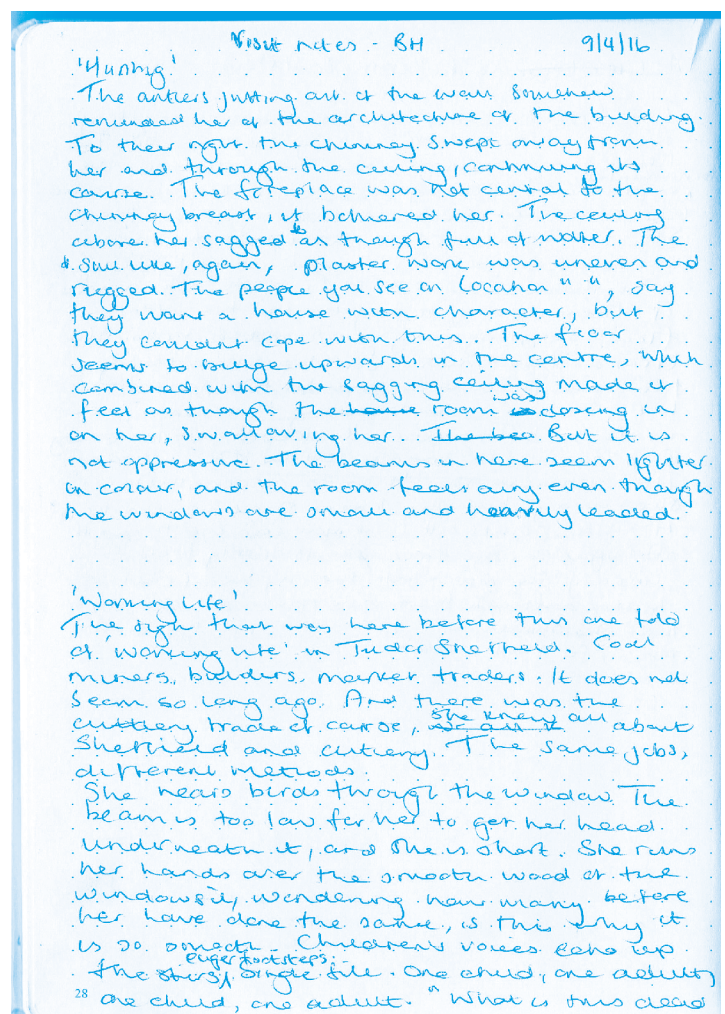 Visit notes - BH 9/4/16
'Hunting'
The antlers jutting out of the wall somehow
reminded her of the architecture of the building.
To their right the chimney swept away from
her and through the ceiling, continuing its
course. The fireplace was not central to the
chimney breast, it bothered her. The ceiling
above her sagged as though full of water. The
Sail like, again, plaster work was uneven and
rugged. The people you see on Location " ", say
they want a house with character, but
they couldn't cope with this. The floor
seems to bulge upwards in the centre, which
combined with the sagging ceiling made it
feel as though the house room was closing in
on her, swallowing her. But it is
not oppressive. The beams in here seem lighter
in colour, and the room feels airy even though
the windows are small and heavily leaded.
'Working Life'
The sign that was here before this one told
of 'working life' in Tudor Sheffield. Coal
miners, builders, market traders. It does not
seem so long ago. And there was the
cuttlery trade of course, she knew all about
Sheffield and cutlery. The same jobs,
different methods.
She hears birds through the window. The
beam is too low for her to get her head
underneath it, and she is short. She runs
her hands over the smooth wood of the
windowsil, wondering how many before
her have done the same, is this why it
is so smooth. Children's voices echo up
the stairs, eager footsteps:- single file. One child, one adult,
28 one child, one adult. "What is this dead